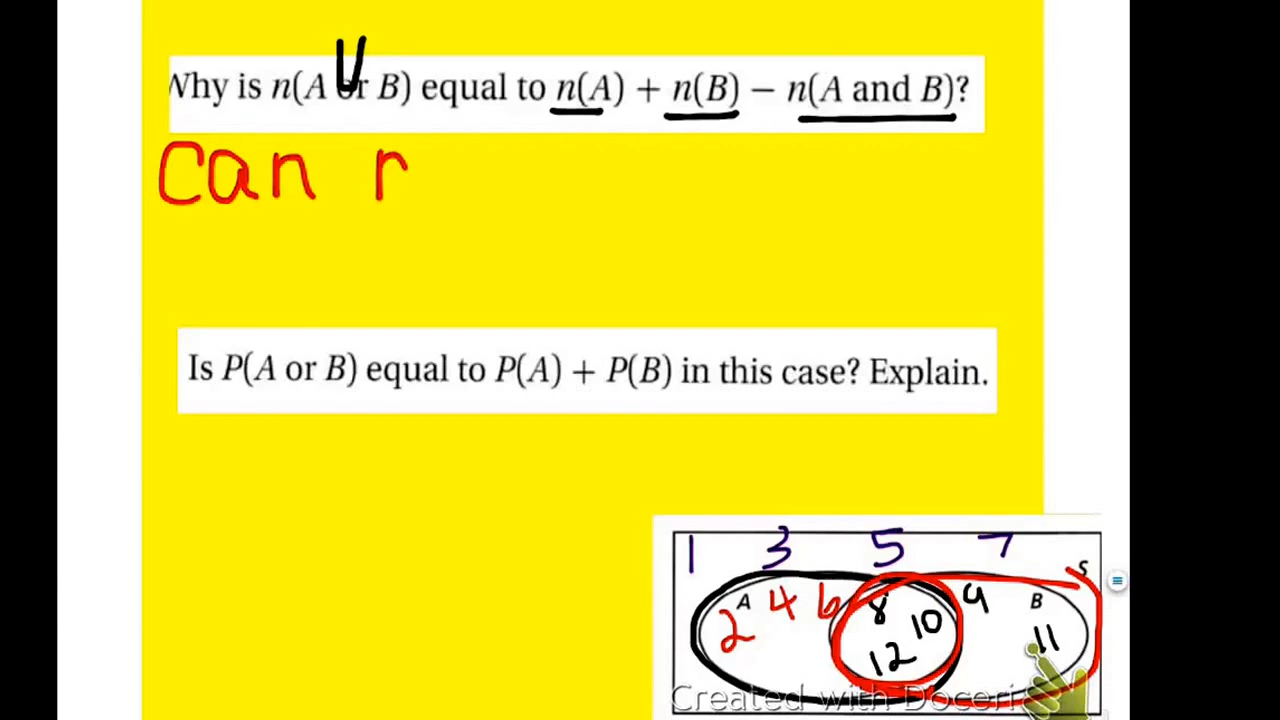 U
Why is n(A or B) equal to n(A) + n(B) − n(A and B)?
can r
Is P(A or B) equal to P(A) + P(B) in this case? Explain.
1 3 5 7 S
A 4 6 8 9 B
2 10 11
12
Created with Doceri